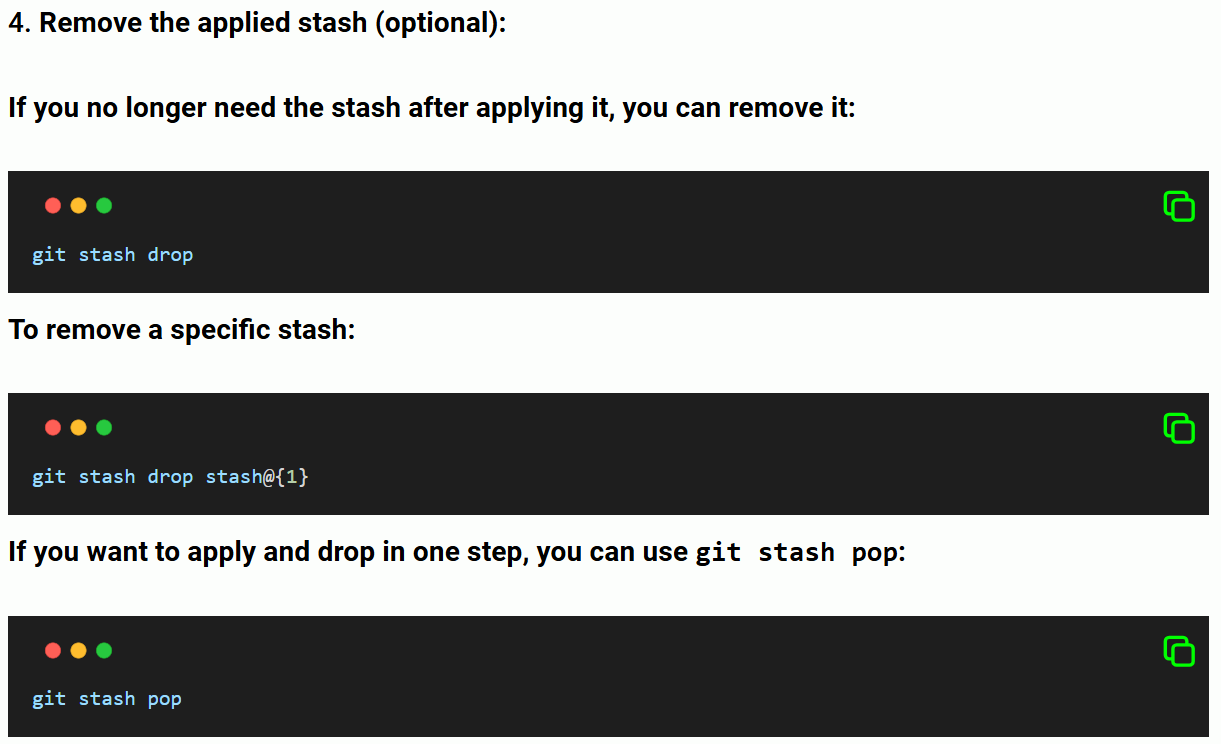 4. Remove the applied stash (optional):
If you no longer need the stash after applying it, you can remove it:
git stash drop
To remove a specific stash:
git stash drop stash@{1}
If you want to apply and drop in one step, you can use git stash pop:
git stash pop